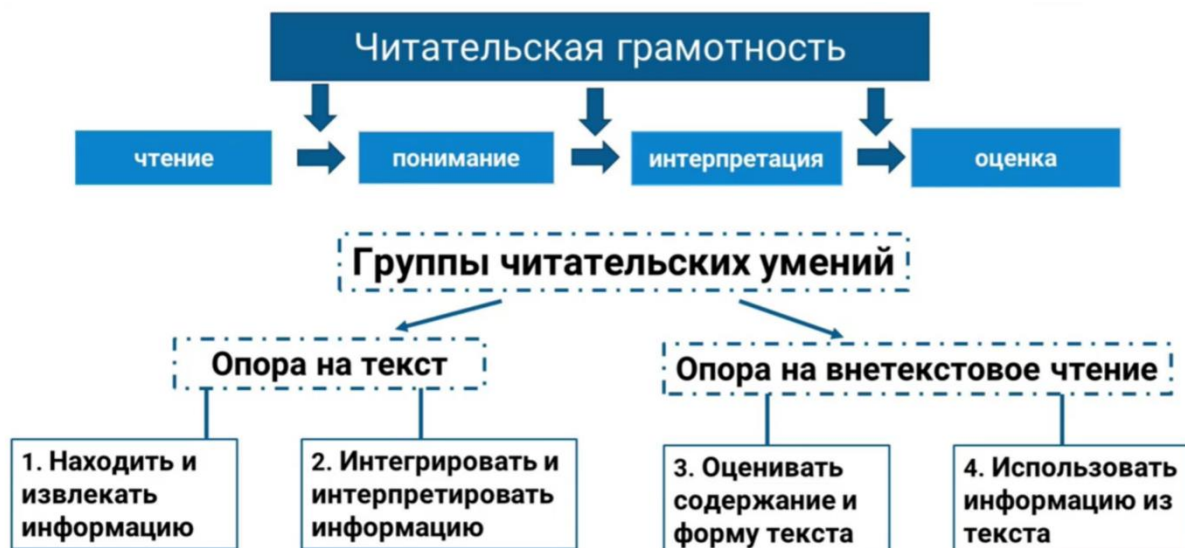 Читательская грамотность
чтение
понимание
интерпретация
оценка
Группы читательских умений
Опора на текст
Опора на внетекстовое чтение
1. Находить и
извлекать
информацию
2. Интегрировать и
интерпретировать
информацию
3. Оценивать
содержание и
форму текста
4. Использовать
информацию из
текста